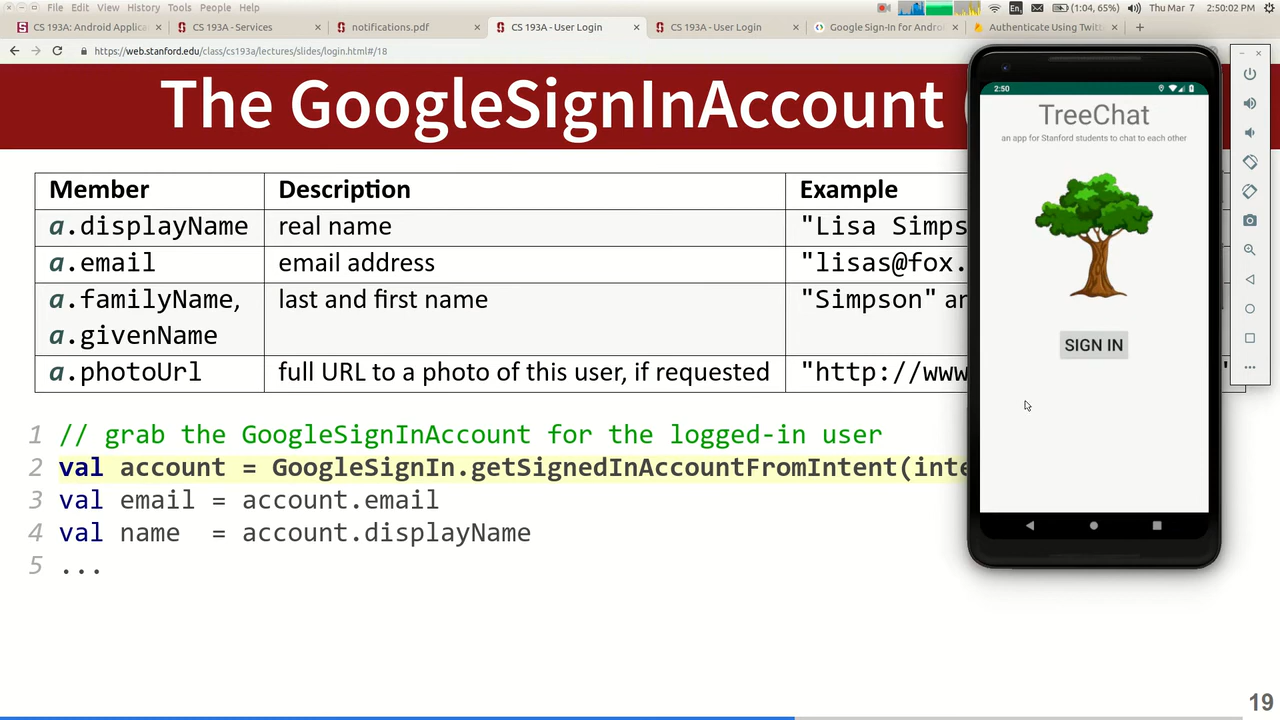 File Edit View History Tools People Help
En (1:04, 65%) Thu Mar 7 2:50:02 PM
CS 193A: Android Applica × CS 193A - Services × notifications.pdf × CS 193A - User Login × CS 193A - User Login × Google Sign-In for Androi × Authenticate Using Twitt ×
https://web.stanford.edu/class/cs193a/lectures/slides/login.html#/18
The GoogleSignInAccount
Member Description Example
a.displayName real name "Lisa Simps
a.email email address "lisas@fox.
a.familyName, last and first name "Simpson" an
a.givenName
a.photoUrl full URL to a photo of this user, if requested "http://www
1 // grab the GoogleSignInAccount for the logged-in user
2 val account = GoogleSignIn.getSignedInAccountFromIntent(inte
3 val email = account.email
4 val name = account.displayName
5 ...
2:50
TreeChat
an app for Stanford students to chat to each other
SIGN IN
19